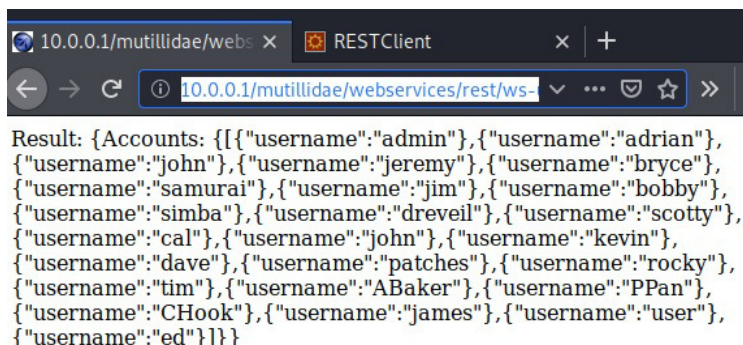 10.0.0.1/mutillidae/webs
RESTClient
10.0.0.1/mutillidae/webservices/rest/ws-
Result: {Accounts: {[{"username":"admin"},{"username":"adrian"},
{"username":"john"},{"username":"jeremy"},{"username":"bryce"},
{"username":"samurai"},{"username":"jim"},{"username":"bobby"},
{"username":"simba"},{"username":"dreveil"},{"username":"scotty"},
{"username":"cal"},{"username":"john"},{"username":"kevin"},
{"username":"dave"},{"username":"patches"},{"username":"rocky"},
{"username":"tim"},{"username":"ABaker"},{"username":"PPan"},
{"username":"CHook"},{"username":"james"},{"username":"user"},
{"username":"ed"}]}}